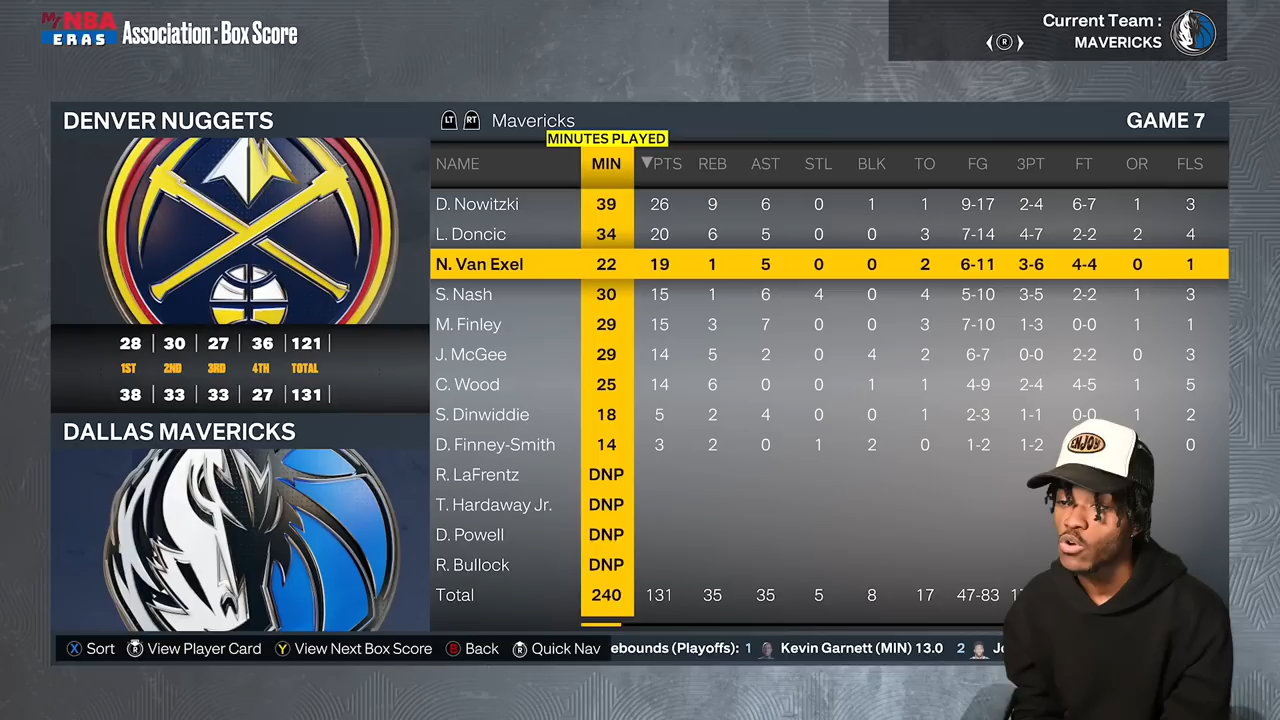 My NBA ERAS Association : Box Score
Current Team :
R MAVERICKS
DENVER NUGGETS
LT RT Mavericks GAME 7
MINUTES PLAYED
NAME MIN ▼PTS REB AST STL BLK TO FG 3PT FT OR FLS
D. Nowitzki 39 26 9 6 0 1 1 9-17 2-4 6-7 1 3
L. Doncic 34 20 6 5 0 0 3 7-14 4-7 2-2 2 4
N. Van Exel 22 19 1 5 0 0 2 6-11 3-6 4-4 0 1
S. Nash 30 15 1 6 4 0 4 5-10 3-5 2-2 1 3
M. Finley 29 15 3 7 0 0 3 7-10 1-3 0-0 1 1
J. McGee 29 14 5 2 0 4 2 6-7 0-0 2-2 0 3
C. Wood 25 14 6 0 0 1 1 4-9 2-4 4-5 1 5
S. Dinwiddie 18 5 2 4 0 0 1 2-3 1-1 0-0 1 2
D. Finney-Smith 14 3 2 0 1 2 0 1-2 1-2 0
R. LaFrentz DNP
T. Hardaway Jr. DNP
D. Powell DNP
R. Bullock DNP
Total 240 131 35 35 5 8 17 47-83
28 30 27 36 121
1ST 2ND 3RD 4TH TOTAL
38 33 33 27 131
DALLAS MAVERICKS
ENJOY
X Sort R View Player Card Y View Next Box Score B Back R Quick Nav ebounds (Playoffs): 1 Kevin Garnett (MIN) 13.0 2